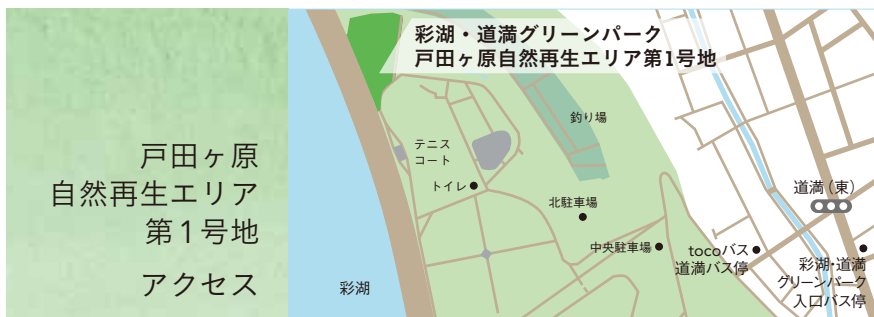 戸田ヶ原
自然再生エリア
第1号地
アクセス
彩湖・道満グリーンパーク
戸田ヶ原自然再生エリア第1号地
釣り場
テニス
コート
トイレ
北駐車場
中央駐車場
彩湖
道満(東)
tocoバス
道満バス停
彩湖・道満
グリーンパーク
入口バス停